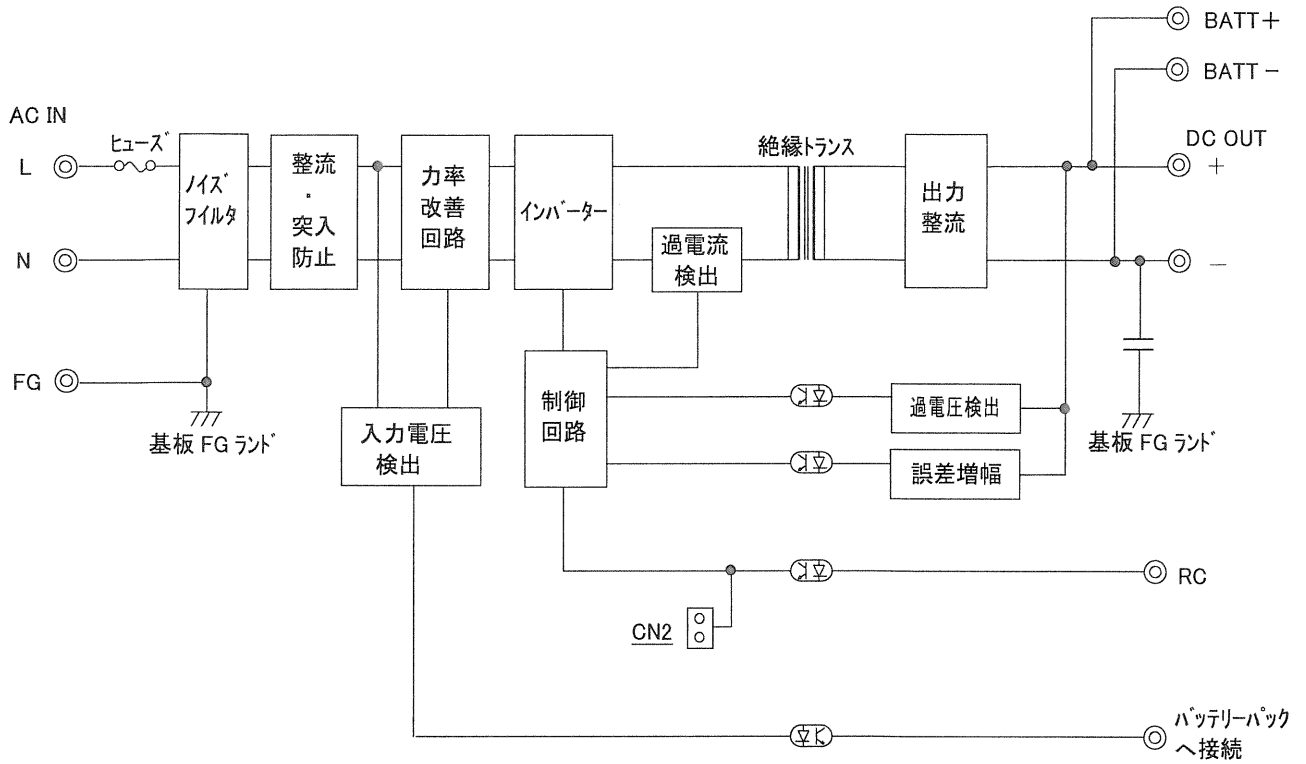 BATT+
BATT-
AC IN
ﾋｭｰｽﾞ
L
N
FG
ﾉｲｽﾞ
ﾌｲﾙﾀ
整流
・
突入
防止
力率
改善
回路
ｲﾝﾊﾞｰﾀｰ
過電流
検出
絶縁トランス
出力
整流
DC OUT
+
-
基板 FG ﾗﾝﾄﾞ
入力電圧
検出
制御
回路
過電圧検出
誤差増幅
基板 FG ﾗﾝﾄﾞ
RC
CN2
ﾊﾞｯﾃﾘｰﾊﾟｯｸ
へ接続